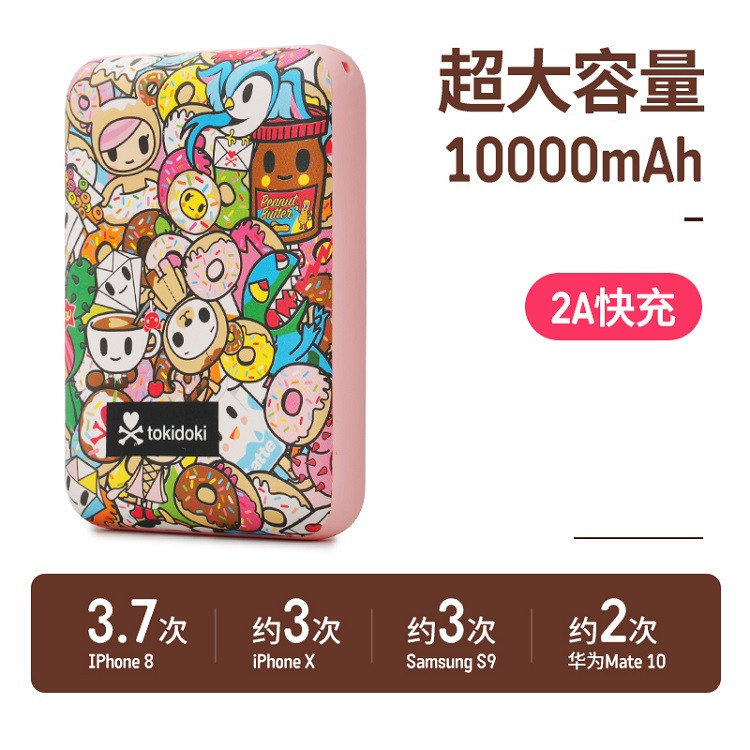 超大容量
10000mAh
2A快充
Peanut
Butter
tokidoki
atte
3.7次
IPhone 8
约3次
iPhone X
约3次
Samsung S9
约2次
华为Mate 10